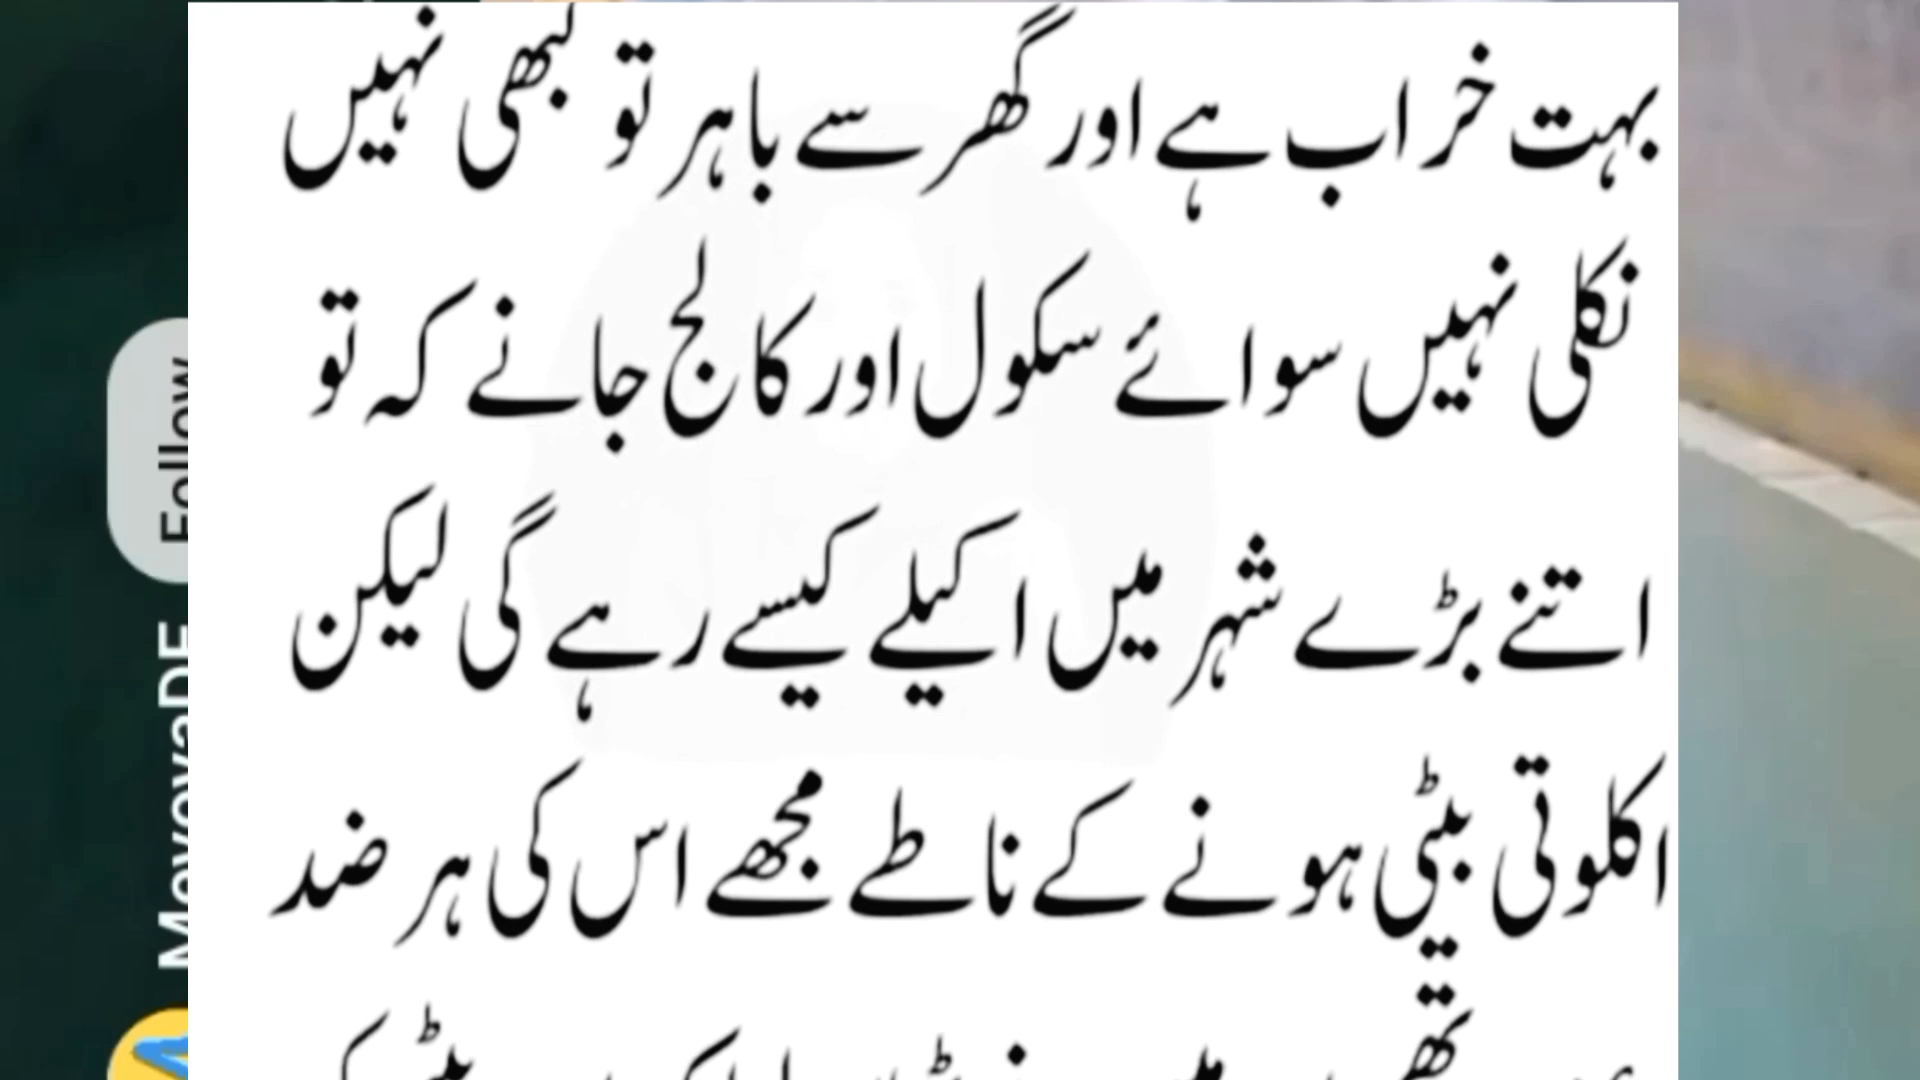 بہت خراب ہے اور گھر سے باہر تو کبھی نہیں
نکلی نہیں سوائے سکول اور کالج جانے کہ تو
اتنے بڑے شہر میں اکیلے کیسے رہے گی لیکن
اکلوتی بیٹی ہونے کے ناطے مجھے اس کی ہر ضد
Follow